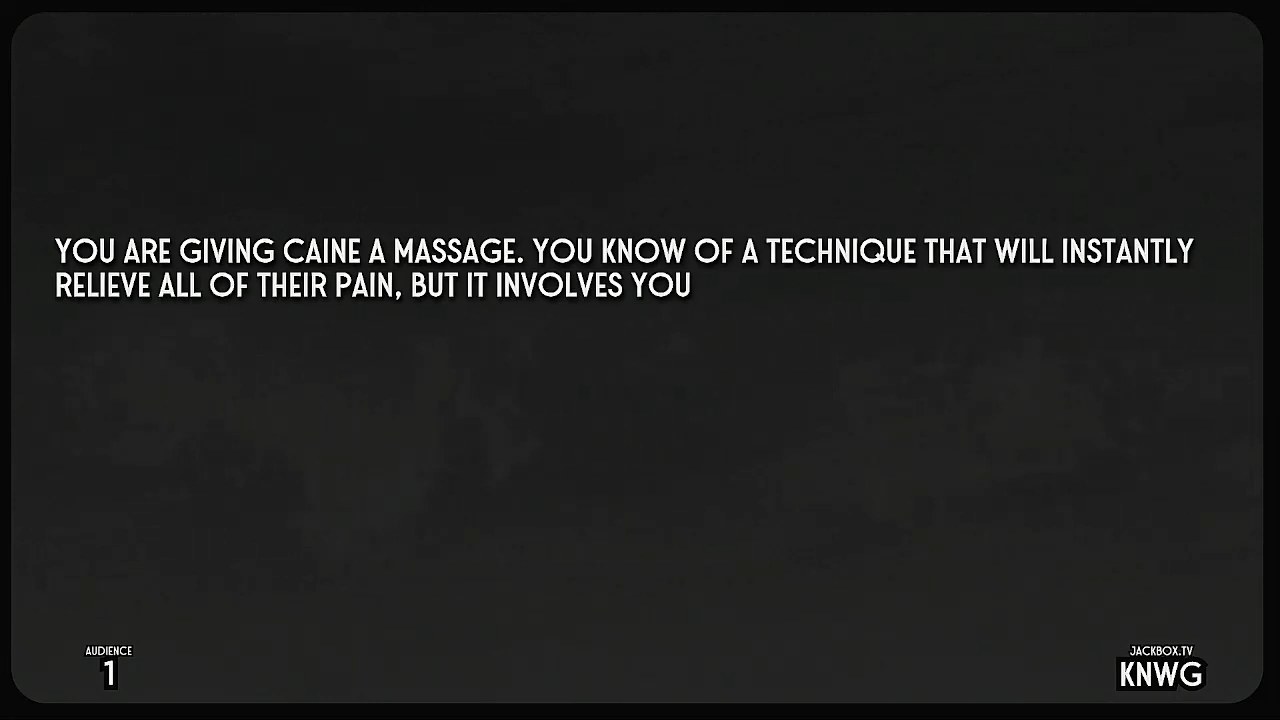 YOU ARE GIVING CAINE A MASSAGE. YOU KNOW OF A TECHNIQUE THAT WILL INSTANTLY
RELIEVE ALL OF THEIR PAIN, BUT IT INVOLVES YOU
AUDIENCE
1
JACKBOX.TV
KNWG